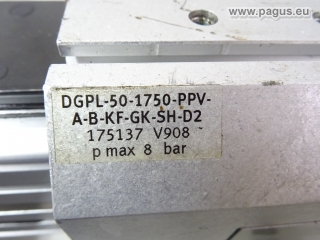 © www.pagus.eu
DGPL-50-1750-PPV-
A-B-KF-GK-SH-D2
175137 V908
p max 8 bar